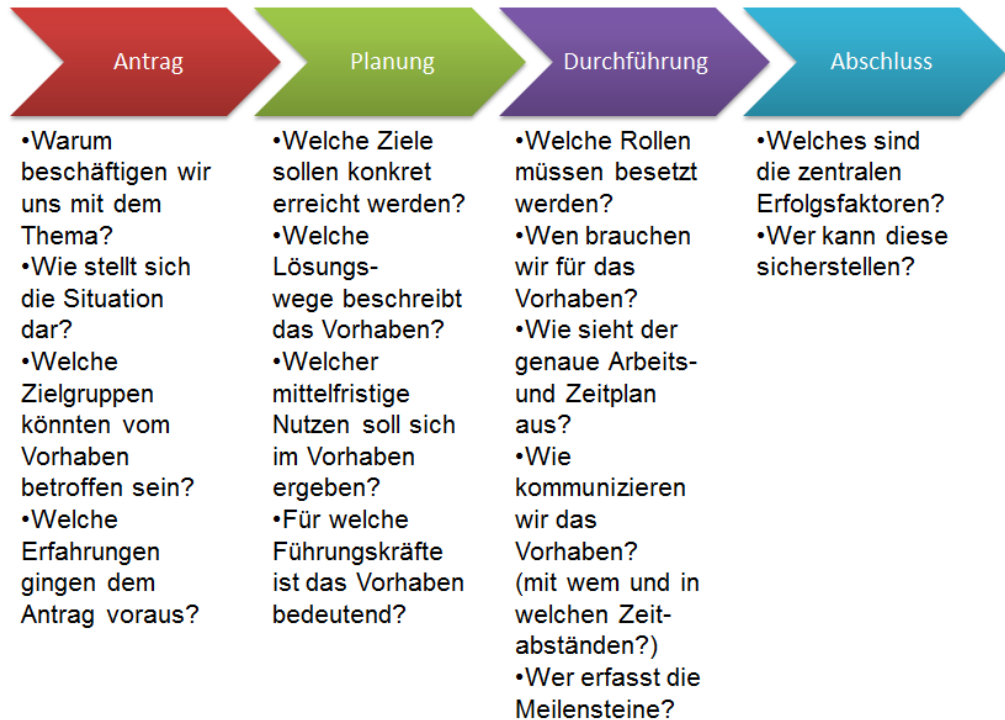 Antrag
Planung
Durchführung
Abschluss
•Warum
beschäftigen wir
uns mit dem
Thema?
•Wie stellt sich
die Situation
dar?
•Welche
Zielgruppen
könnten vom
Vorhaben
betroffen sein?
•Welche
Erfahrungen
gingen dem
Antrag voraus?
•Welche Ziele
sollen konkret
erreicht werden?
•Welche
Lösungs-
wege beschreibt
das Vorhaben?
•Welcher
mittelfristige
Nutzen soll sich
im Vorhaben
ergeben?
•Für welche
Führungskräfte
ist das Vorhaben
bedeutend?
•Welche Rollen
müssen besetzt
werden?
•Wen brauchen
wir für das
Vorhaben?
•Wie sieht der
genaue Arbeits-
und Zeitplan
aus?
•Wie
kommunizieren
wir das
Vorhaben?
(mit wem und in
welchen Zeit-
abständen?)
•Wer erfasst die
Meilensteine?
•Welches sind
die zentralen
Erfolgsfaktoren?
•Wer kann diese
sicherstellen?